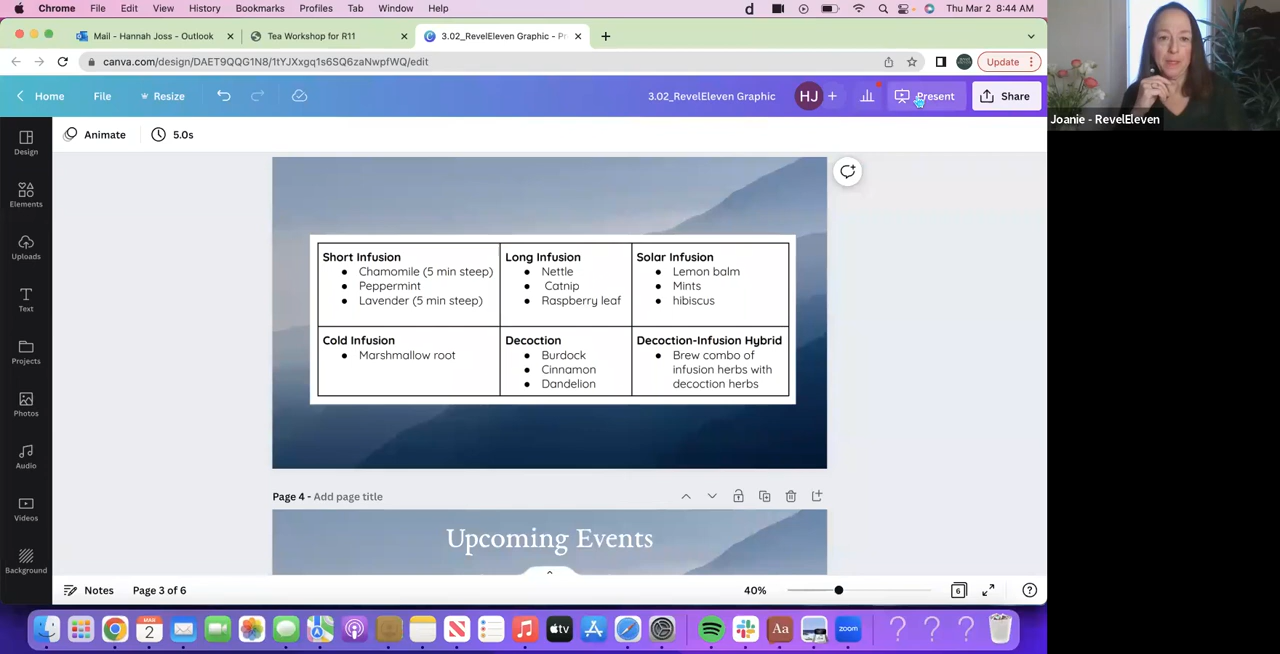 Chrome File Edit View History Bookmarks Profiles Tab Window Help
d
Thu Mar 2 8:44 AM
Mail - Hannah Joss - Outlook
Tea Workshop for R11
3.02_RevelEleven Graphic - Pr
canva.com/design/DAET9QQG1N8/1tYJXxgq1s6SQ6zaNwpfWQ/edit
Update
Home
File
Resize
3.02_RevelEleven Graphic
HJ
Present
Share
Joanie - RevelEleven
Animate
5.0s
Design
Elements
Uploads
Text
Projects
Photos
Audio
Videos
Background
Short Infusion
Chamomile (5 min steep)
Peppermint
Lavender (5 min steep)
Long Infusion
Nettle
Catnip
Raspberry leaf
Solar Infusion
Lemon balm
Mints
hibiscus
Cold Infusion
Marshmallow root
Decoction
Burdock
Cinnamon
Dandelion
Decoction-Infusion Hybrid
Brew combo of
infusion herbs with
decoction herbs
Page 4 - Add page title
Upcoming Events
Notes
Page 3 of 6
40%
6
?
MAR
2
tv
Aa
zoom
? ? ?